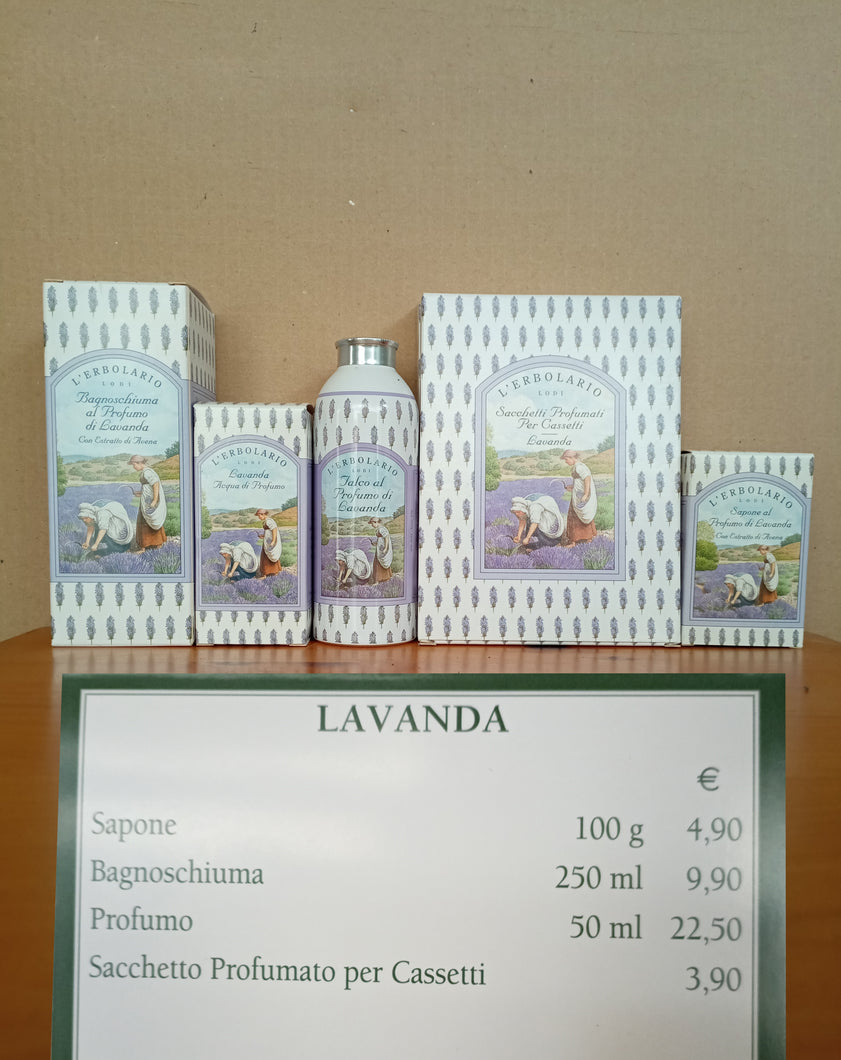 L'ERBOLARIO
LODI
Bagnoschiuma
al Profumo
di Lavanda
Con Estratto di Avena
L'ERBOLARIO
LODI
Lavanda
Acqua di Profumo
L'ERBOLARIO
LODI
Talco al
Profumo di
Lavanda
L'ERBOLARIO
LODI
Sacchetti Profumati
Per Cassetti
Lavanda
L'ERBOLARIO
LODI
Sapone al
Profumo di Lavanda
Con Estratto di Avena
LAVANDA
€
Sapone 100 g 4,90
Bagnoschiuma 250 ml 9,90
Profumo 50 ml 22,50
Sacchetto Profumato per Cassetti 3,90